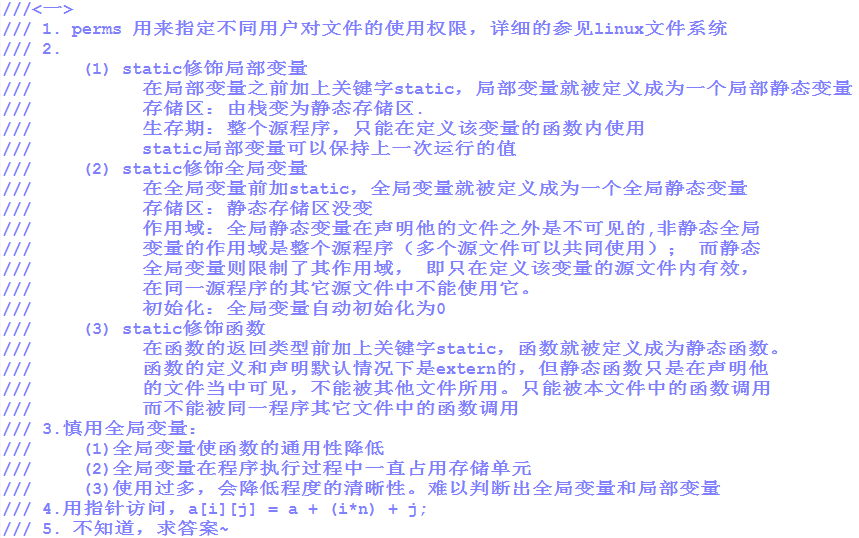 ///<一>
/// 1. perms 用来指定不同用户对文件的使用权限，详细的参见linux文件系统
/// 2.
///     (1) static修饰局部变量
///           在局部变量之前加上关键字static，局部变量就被定义成为一个局部静态变量
///           存储区：由栈变为静态存储区.
///           生存期：整个源程序，只能在定义该变量的函数内使用
///           static局部变量可以保持上一次运行的值
///     (2) static修饰全局变量
///           在全局变量前加static，全局变量就被定义成为一个全局静态变量
///           存储区：静态存储区没变
///           作用域：全局静态变量在声明他的文件之外是不可见的,非静态全局
///           变量的作用域是整个源程序（多个源文件可以共同使用）； 而静态
///           全局变量则限制了其作用域， 即只在定义该变量的源文件内有效，
///           在同一源程序的其它源文件中不能使用它。
///           初始化：全局变量自动初始化为0
///     (3) static修饰函数
///           在函数的返回类型前加上关键字static，函数就被定义成为静态函数。
///           函数的定义和声明默认情况下是extern的，但静态函数只是在声明他
///           的文件当中可见，不能被其他文件所用。只能被本文件中的函数调用
///           而不能被同一程序其它文件中的函数调用
/// 3.慎用全局变量：
///     (1)全局变量使函数的通用性降低
///     (2)全局变量在程序执行过程中一直占用存储单元
///     (3)使用过多，会降低程度的清晰性。难以判断出全局变量和局部变量
/// 4.用指针访问，a[i][j] = a + (i*n) + j;
/// 5. 不知道，求答案~